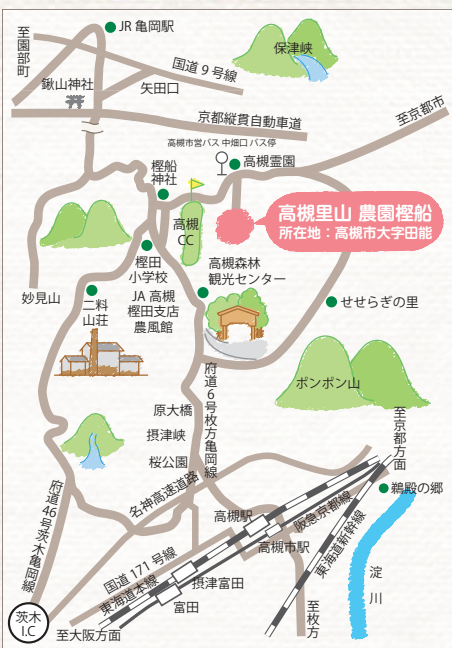 JR 亀岡駅
至園部町
国道 9 号線
保津峡
鍬山神社
矢田口
京都縦貫自動車道
至京都市
高槻市営バス 中畑口 バス停
高槻霊園
樫船
神社
高槻
CC
高槻里山 農園樫船
所在地：高槻市大字田能
樫田
小学校
高槻森林
観光センター
妙見山
二料
山荘
JA 高槻
樫田支店
農風館
せせらぎの里
ポンポン山
府道6号枚方亀岡線
原大橋
摂津峡
桜公園
至京都方面
名神高速道路
鵜殿の郷
府道46号茨木亀岡線
高槻駅
阪急京都線
高槻市駅
東海道新幹線
国道 171 号線
東海道本線
摂津富田
富田
淀川
茨木
I.C
至大阪方面
至枚方